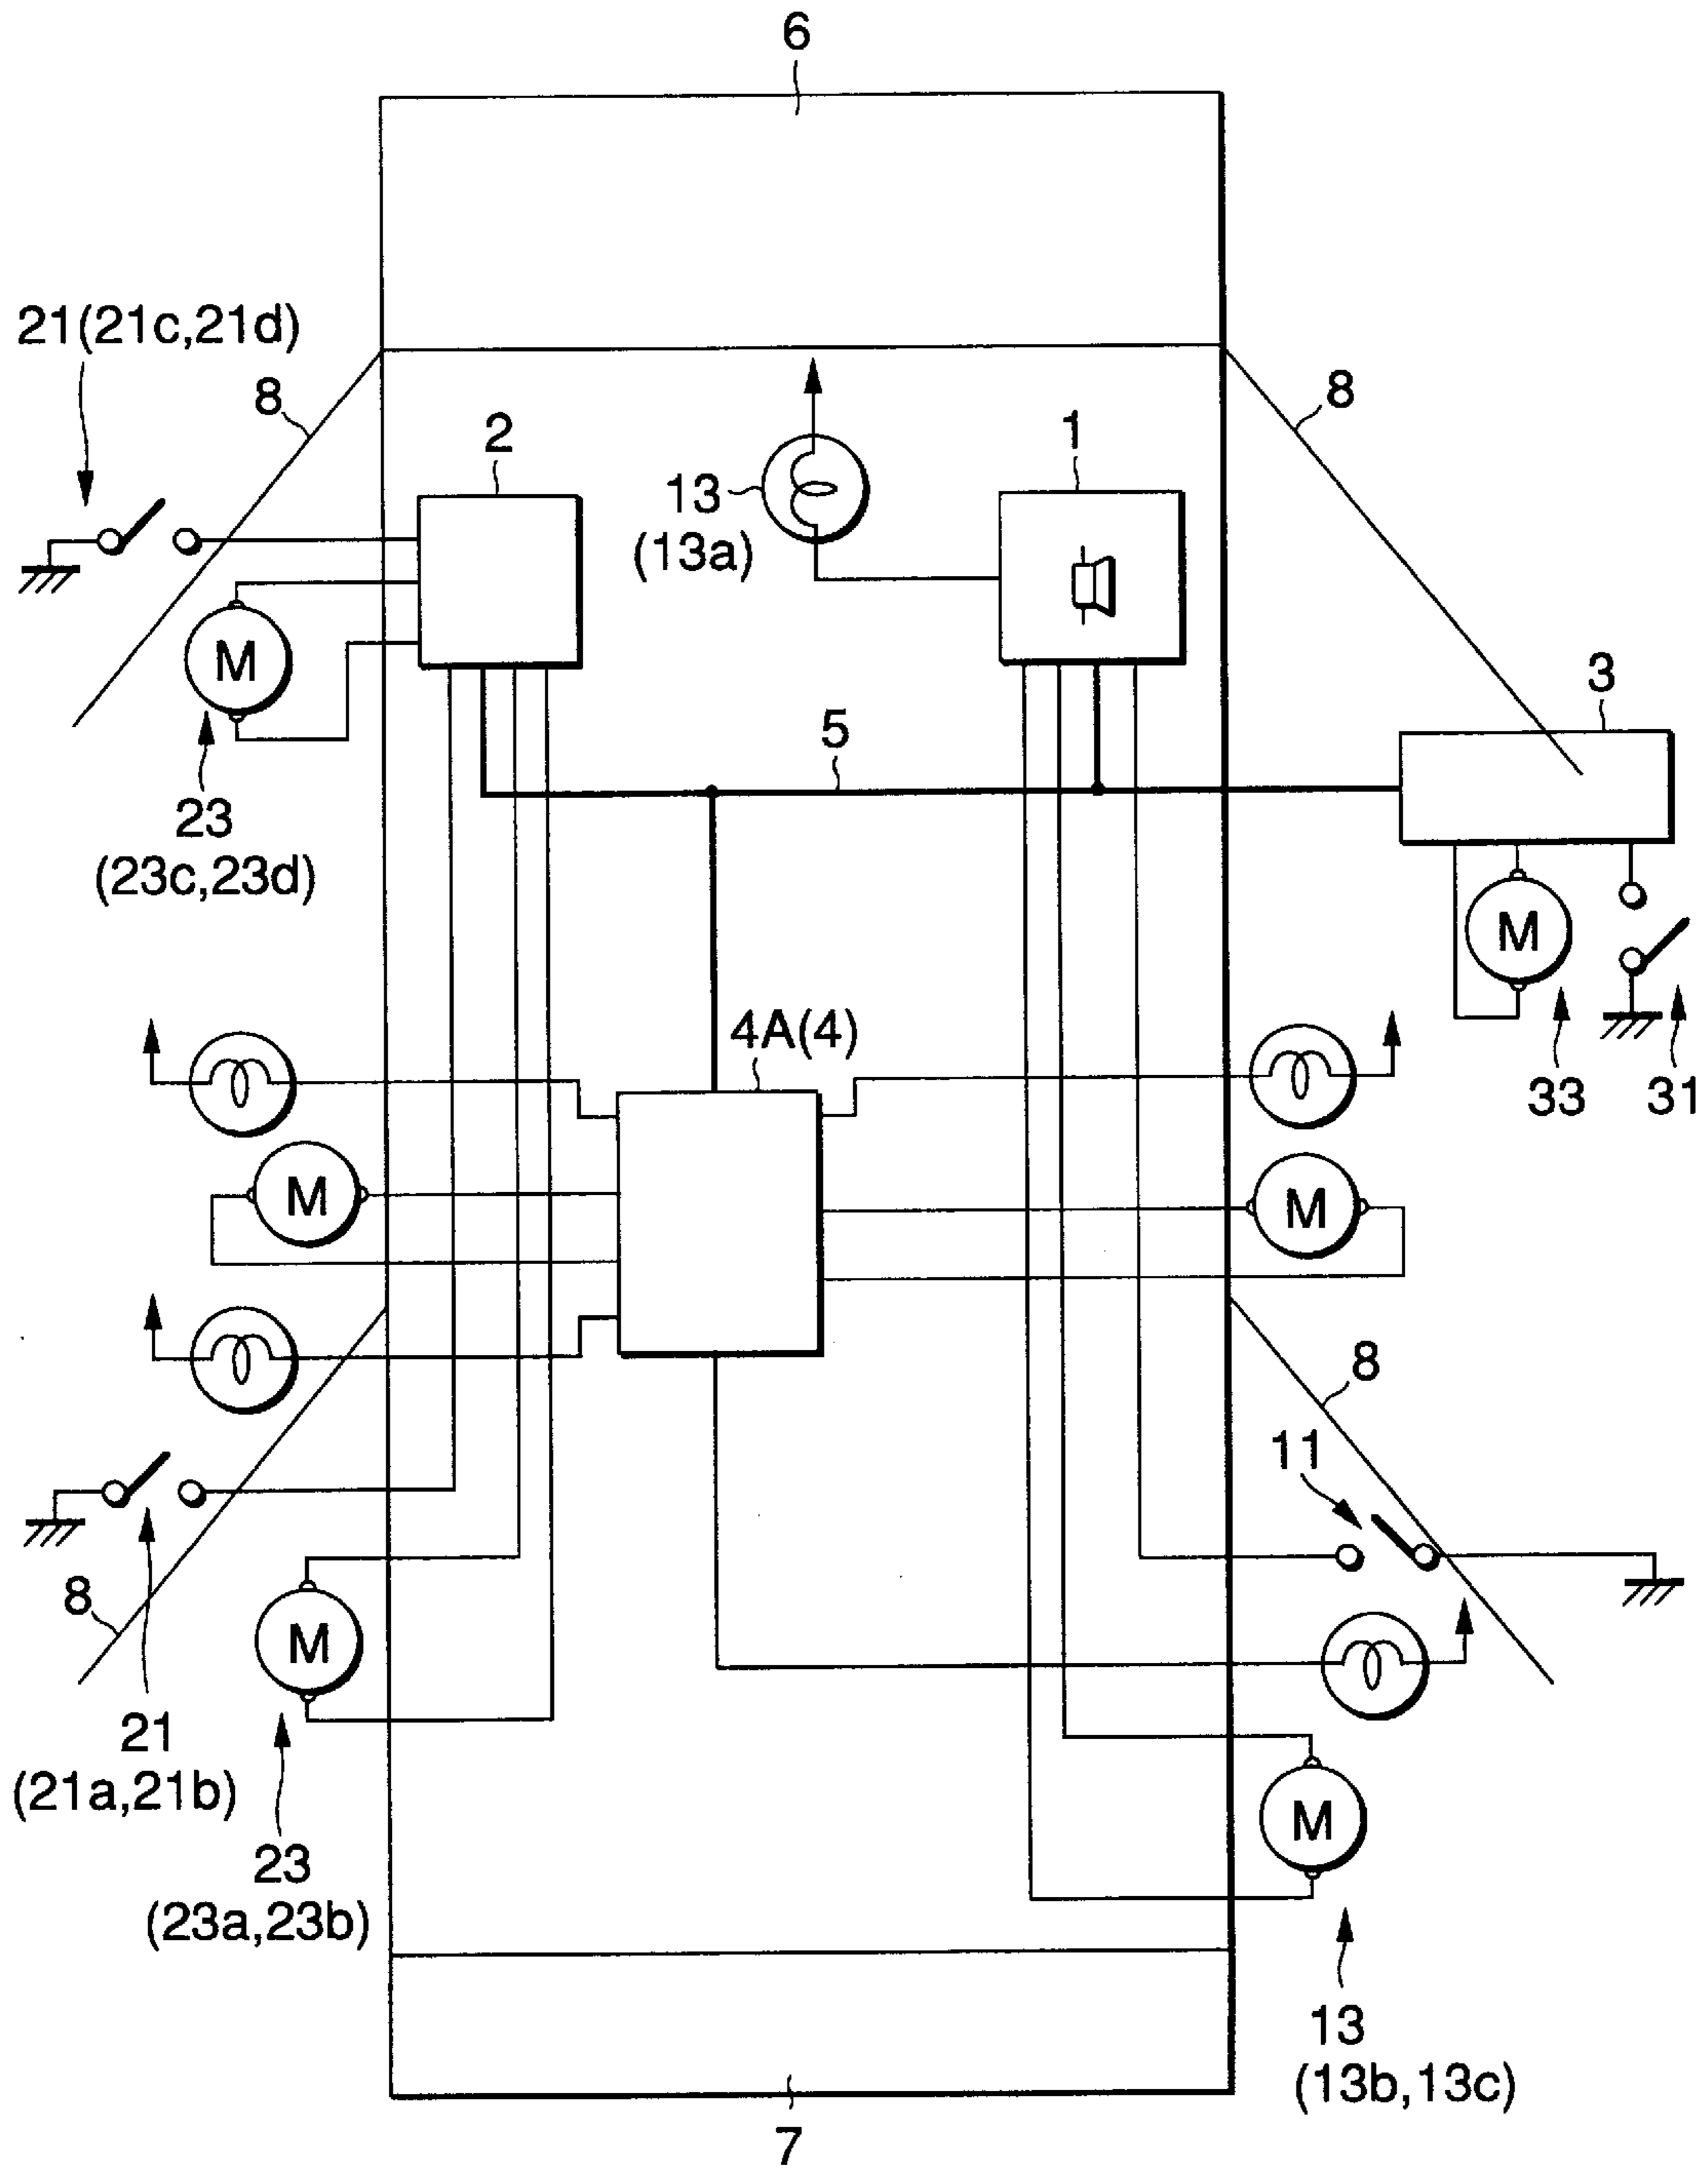 6
21(21c,21d)
8
8
2
1
13
(13a)
M
3
5
23
(23c,23d)
M
4A(4)
33
31
M
M
8
11
8
M
21
(21a,21b)
M
23
(23a,23b)
13
(13b,13c)
7